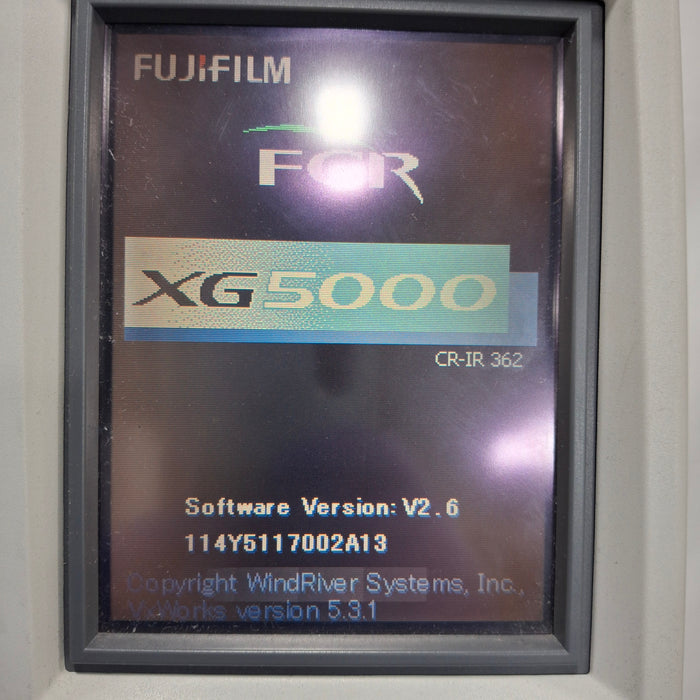 FUJIFILM
FCR
XG5000
CR-IR 362
Software Version: V2.6
114Y5117002A13
Copyright WindRiver Systems, Inc.,
VxWorks version 5.3.1